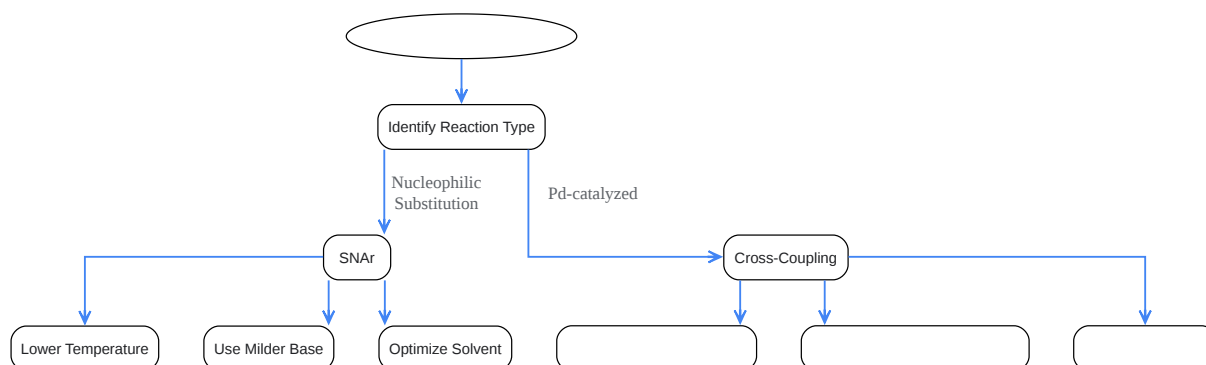 Identify Reaction Type
Nucleophilic
Substitution
Pd-catalyzed
SNAr
Cross-Coupling
Lower Temperature
Use Milder Base
Optimize Solvent